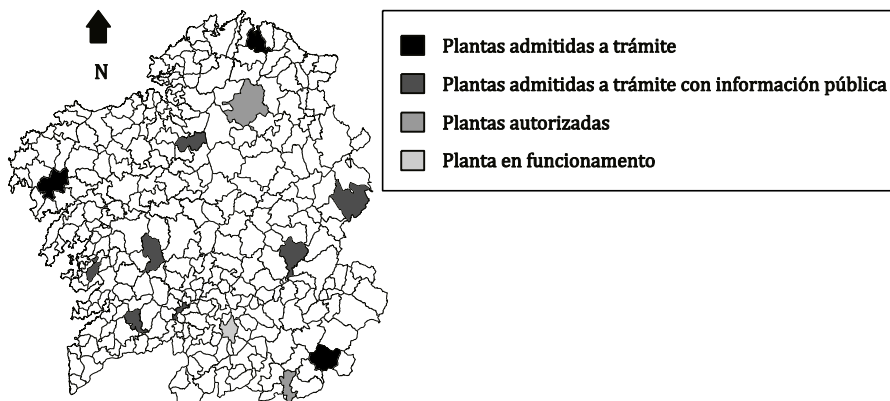 N
Plantas admitidas a trámite
Plantas admitidas a trámite con información pública
Plantas autorizadas
Planta en funcionamento